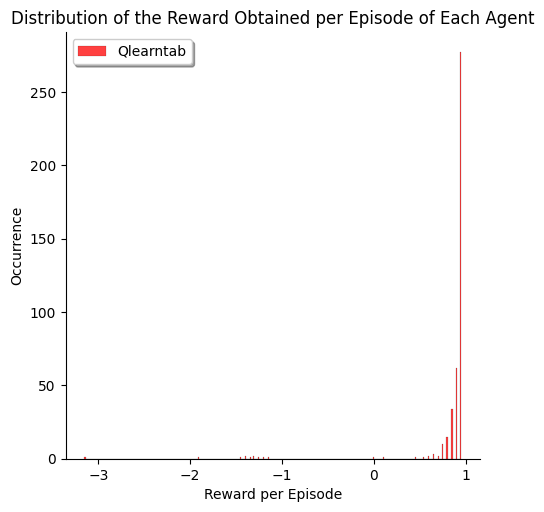 Distribution of the Reward Obtained per Episode of Each Agent
Qlearntab
250
200
150
100
50
0
Occurrence
−3
−2
−1
0
1
Reward per Episode